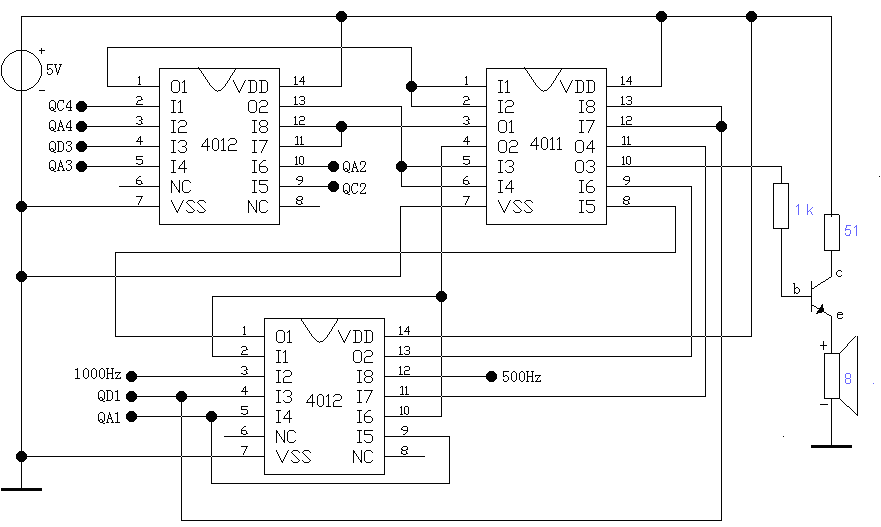 +
5V
-
1 O1 VDD 14
QC4 2 I1 O2 13
QA4 3 I2 I8 12
QD3 4 I3 4012 I7 11
QA3 5 I4 I6 10 QA2
6 NC I5 9 QC2
7 VSS NC 8
1 I1 VDD 14
2 I2 I8 13
3 O1 I7 12
4 O2 4011 O4 11
5 I3 O3 10
6 I4 I6 9
7 VSS I5 8
1 k
51
c
b
e
+
8
-
1 O1 VDD 14
2 I1 O2 13
1000Hz 3 I2 I8 12 500Hz
QD1 4 I3 4012 I7 11
QA1 5 I4 I6 10
6 NC I5 9
7 VSS NC 8